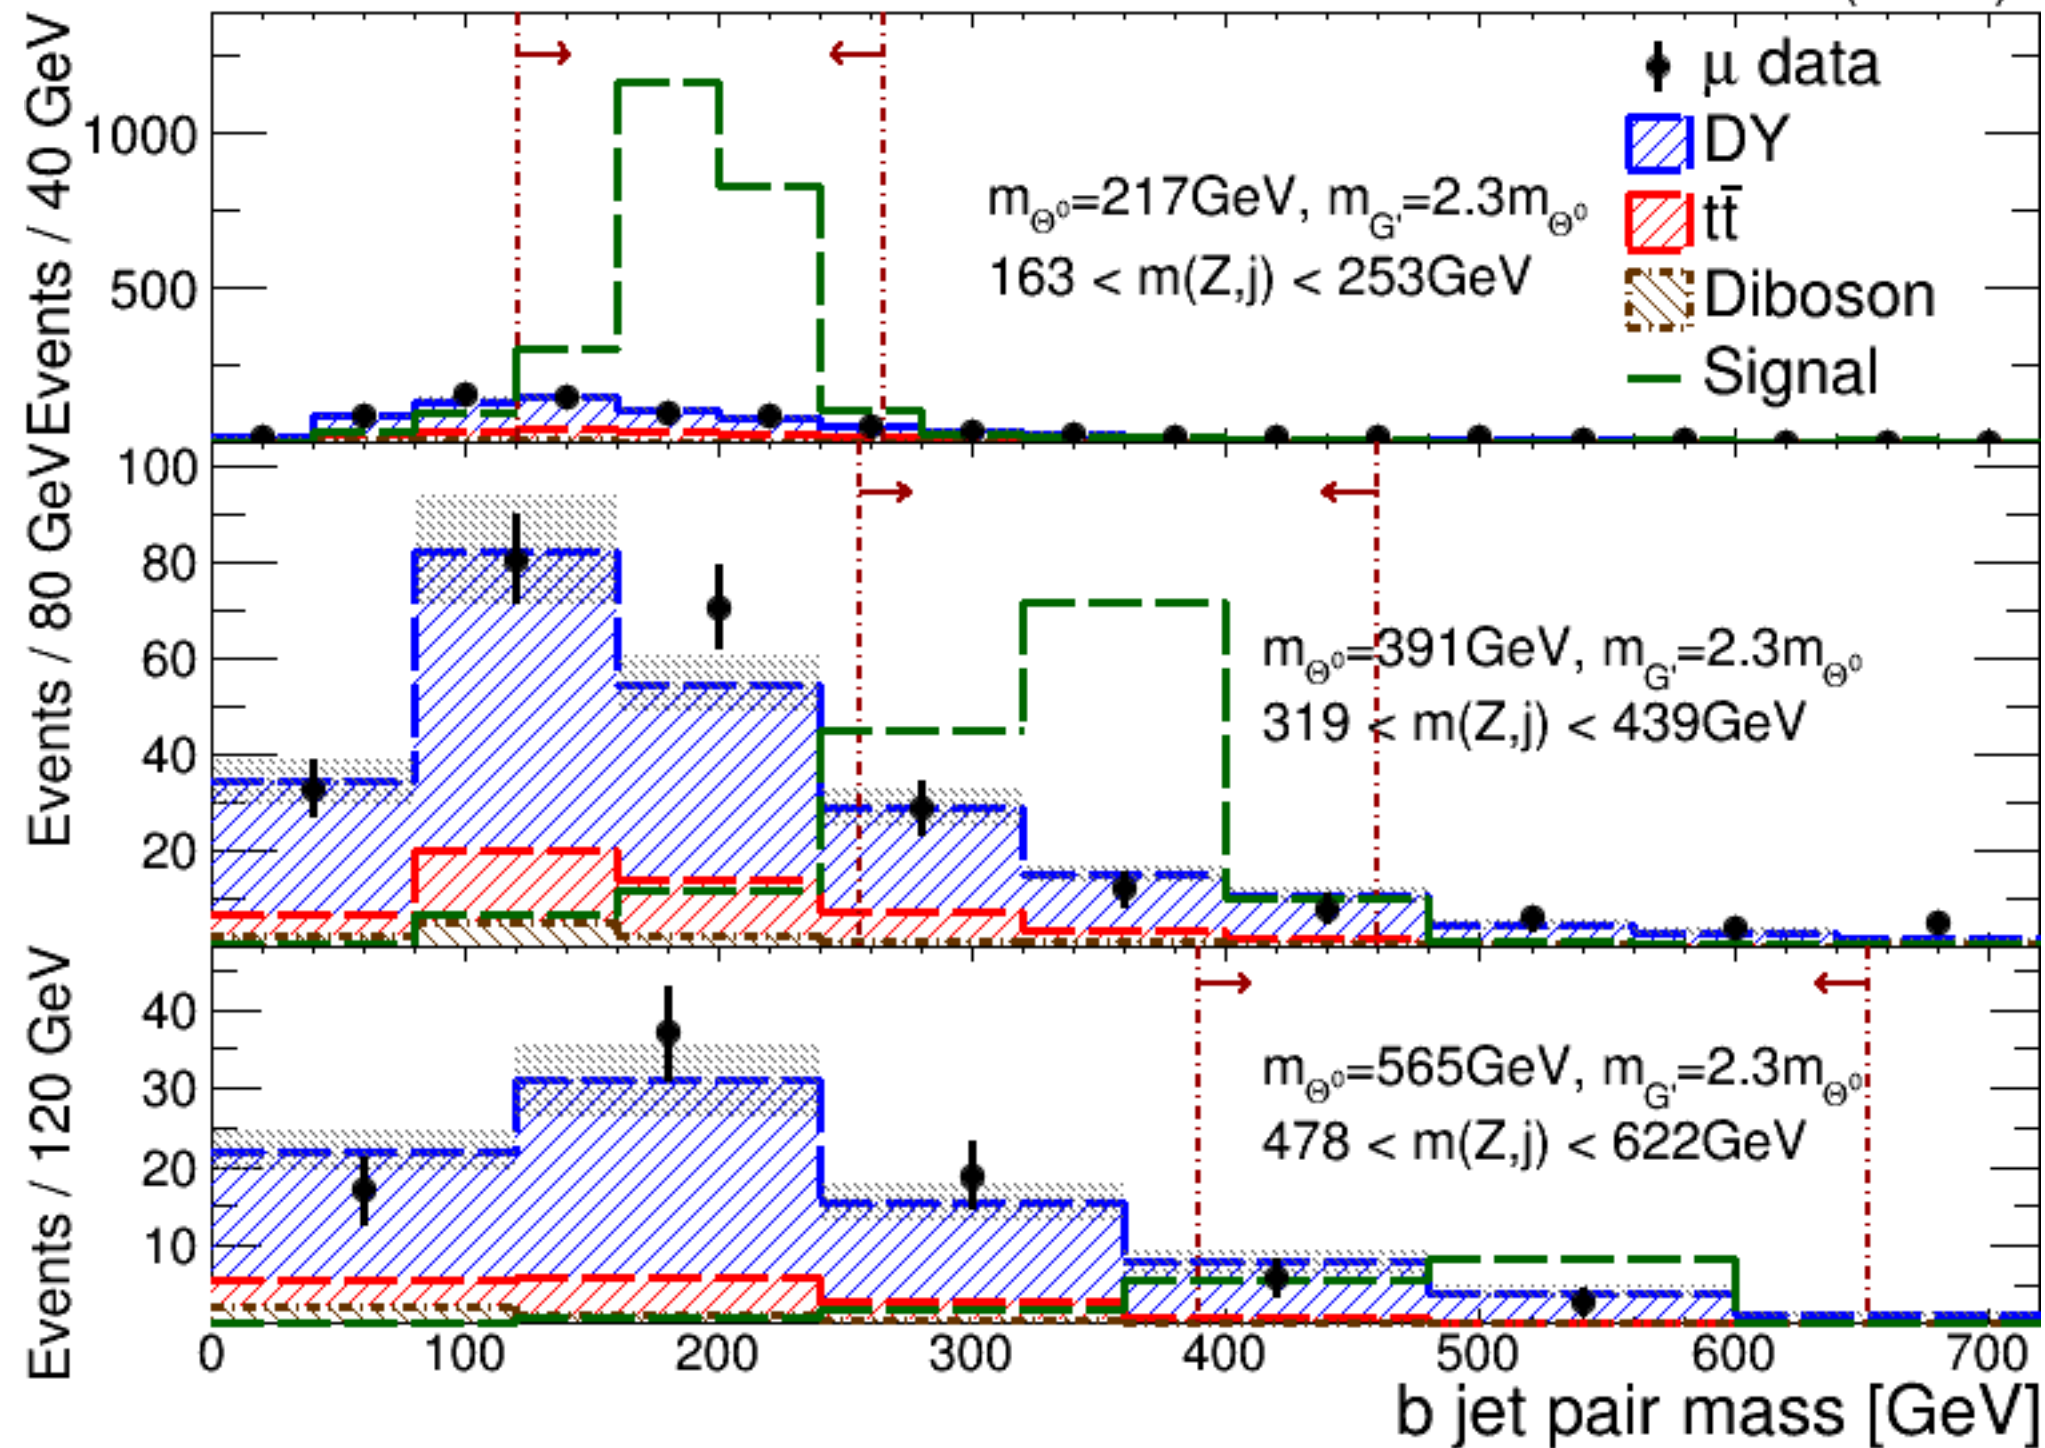 Events / 40 GeV
1000
500
μ data
DY
tt̄
Diboson
Signal
m_Θ⁰=217GeV, m_G'=2.3m_Θ⁰
163 < m(Z,j) < 253GeV
Events / 80 GeV
100
80
60
40
20
m_Θ⁰=391GeV, m_G'=2.3m_Θ⁰
319 < m(Z,j) < 439GeV
Events / 120 GeV
40
30
20
10
m_Θ⁰=565GeV, m_G'=2.3m_Θ⁰
478 < m(Z,j) < 622GeV
0 100 200 300 400 500 600 700
b jet pair mass [GeV]